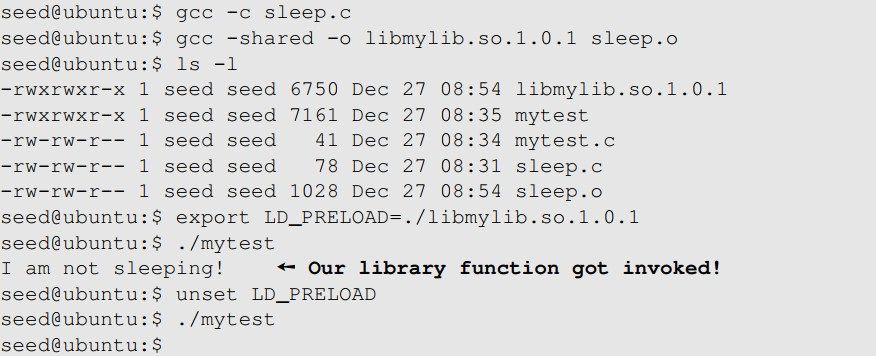 seed@ubuntu:$ gcc -c sleep.c
seed@ubuntu:$ gcc -shared -o libmylib.so.1.0.1 sleep.o
seed@ubuntu:$ ls -l
-rwxrwxr-x 1 seed seed 6750 Dec 27 08:54 libmylib.so.1.0.1
-rwxrwxr-x 1 seed seed 7161 Dec 27 08:35 mytest
-rw-rw-r-- 1 seed seed   41 Dec 27 08:34 mytest.c
-rw-rw-r-- 1 seed seed   78 Dec 27 08:31 sleep.c
-rw-rw-r-- 1 seed seed 1028 Dec 27 08:54 sleep.o
seed@ubuntu:$ export LD_PRELOAD=./libmylib.so.1.0.1
seed@ubuntu:$ ./mytest
I am not sleeping!    ← Our library function got invoked!
seed@ubuntu:$ unset LD_PRELOAD
seed@ubuntu:$ ./mytest
seed@ubuntu:$